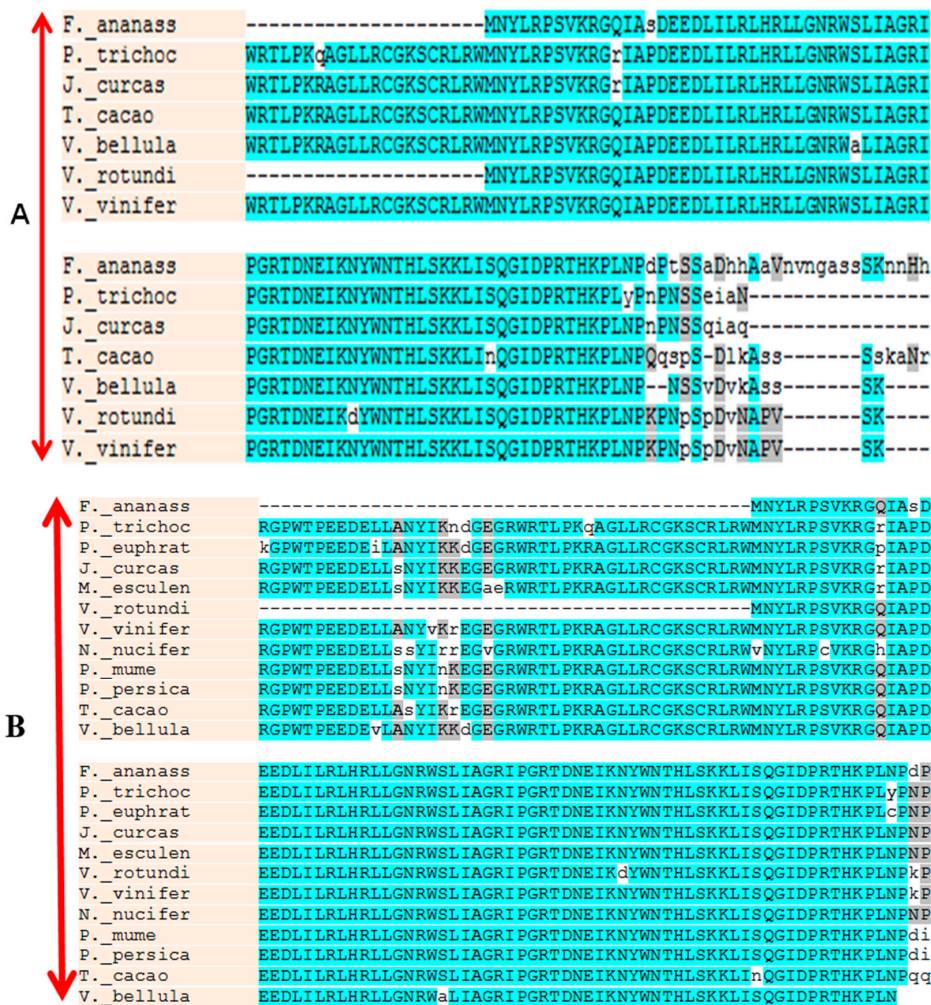 A
F._ananass ---------------------MNYLRPSVKRGQIAsDEEDLILRLHRLLGNRWSLIAGRI
P._trichoc WRTLPKqAGLLRCGKSCRLRWMNYLRPSVKRGrIAPDEEDLILRLHRLLGNRWSLIAGRI
J._curcas WRTLPKRAGLLRCGKSCRLRWMNYLRPSVKRGrIAPDEEDLILRLHRLLGNRWSLIAGRI
T._cacao WRTLPKRAGLLRCGKSCRLRWMNYLRPSVKRGQIAPDEEDLILRLHRLLGNRWSLIAGRI
V._bellula WRTLPKRAGLLRCGKSCRLRWMNYLRPSVKRGQIAPDEEDLILRLHRLLGNRWaLIAGRI
V._rotundi ---------------------MNYLRPSVKRGQIAPDEEDLILRLHRLLGNRWSLIAGRI
V._vinifer WRTLPKRAGLLRCGKSCRLRWMNYLRPSVKRGQIAPDEEDLILRLHRLLGNRWSLIAGRI
F._ananass PGRTDNEIKNYWNTHLSKKLISQGIDPRTHKPLNPdPtSSaDhhAaVnvngassSKnnHh
P._trichoc PGRTDNEIKNYWNTHLSKKLISQGIDPRTHKPLyPnPNSSeiaN----------------
J._curcas PGRTDNEIKNYWNTHLSKKLISQGIDPRTHKPLNPnPNSSqiaq----------------
T._cacao PGRTDNEIKNYWNTHLSKKLInQGIDPRTHKPLNPQqspS-DlkAss-------SskaNr
V._bellula PGRTDNEIKNYWNTHLSKKLISQGIDPRTHKPLNP--NSSvDvkAss-------SK----
V._rotundi PGRTDNEIKdYWNTHLSKKLISQGIDPRTHKPLNPKPNpSpDvNAPV-------SK----
V._vinifer PGRTDNEIKNYWNTHLSKKLISQGIDPRTHKPLNPKPNpSpDvNAPV-------SK----
B
F._ananass --------------------------------------------MNYLRPSVKRGQIAsD
P._trichoc RGPWTPEEDELLANYIKndGEGRWRTLPKqAGLLRCGKSCRLRWMNYLRPSVKRGrIAPD
P._euphrat kGPWTPEEDEiLANYIKKdGEGRWRTLPKRAGLLRCGKSCRLRWMNYLRPSVKRGpIAPD
J._curcas RGPWTPEEDELLsNYIKKEGEGRWRTLPKRAGLLRCGKSCRLRWMNYLRPSVKRGrIAPD
M._esculen RGPWTPEEDELLsNYIKKEGaeRWRTLPKRAGLLRCGKSCRLRWMNYLRPSVKRGrIAPD
V._rotundi --------------------------------------------MNYLRPSVKRGQIAPD
V._vinifer RGPWTPEEDELLANYvKrEGEGRWRTLPKRAGLLRCGKSCRLRWMNYLRPSVKRGQIAPD
N._nucifer RGPWTPEEDELLssYIrrEGvGRWRTLPKRAGLLRCGKSCRLRWvNYLRPcVKRGhIAPD
P._mume RGPWTPEEDELLsNYInKEGEGRWRTLPKRAGLLRCGKSCRLRWMNYLRPSVKRGQIAPD
P._persica RGPWTPEEDELLsNYInKEGEGRWRTLPKRAGLLRCGKSCRLRWMNYLRPSVKRGQIAPD
T._cacao RGPWTPEEDELLAsYIKrEGEGRWRTLPKRAGLLRCGKSCRLRWMNYLRPSVKRGQIAPD
V._bellula RGPWTPEEDEvLANYIKKdGEGRWRTLPKRAGLLRCGKSCRLRWMNYLRPSVKRGQIAPD
F._ananass EEDLILRLHRLLGNRWSLIAGRIPGRTDNEIKNYWNTHLSKKLISQGIDPRTHKPLNPdP
P._trichoc EEDLILRLHRLLGNRWSLIAGRIPGRTDNEIKNYWNTHLSKKLISQGIDPRTHKPLyPNP
P._euphrat EEDLILRLHRLLGNRWSLIAGRIPGRTDNEIKNYWNTHLSKKLISQGIDPRTHKPLcPNP
J._curcas EEDLILRLHRLLGNRWSLIAGRIPGRTDNEIKNYWNTHLSKKLISQGIDPRTHKPLNPNP
M._esculen EEDLILRLHRLLGNRWSLIAGRIPGRTDNEIKNYWNTHLSKKLISQGIDPRTHKPLNPNP
V._rotundi EEDLILRLHRLLGNRWSLIAGRIPGRTDNEIKdYWNTHLSKKLISQGIDPRTHKPLNPkP
V._vinifer EEDLILRLHRLLGNRWSLIAGRIPGRTDNEIKNYWNTHLSKKLISQGIDPRTHKPLNPkP
N._nucifer EEDLILRLHRLLGNRWSLIAGRIPGRTDNEIKNYWNTHLSKKLISQGIDPRTHKPLNPNP
P._mume EEDLILRLHRLLGNRWSLIAGRIPGRTDNEIKNYWNTHLSKKLISQGIDPRTHKPLNPdi
P._persica EEDLILRLHRLLGNRWSLIAGRIPGRTDNEIKNYWNTHLSKKLISQGIDPRTHKPLNPdi
T._cacao EEDLILRLHRLLGNRWSLIAGRIPGRTDNEIKNYWNTHLSKKLInQGIDPRTHKPLNPqq
V._bellula EEDLILRLHRLLGNRWaLIAGRIPGRTDNEIKNYWNTHLSKKLISQGIDPRTHKPLN